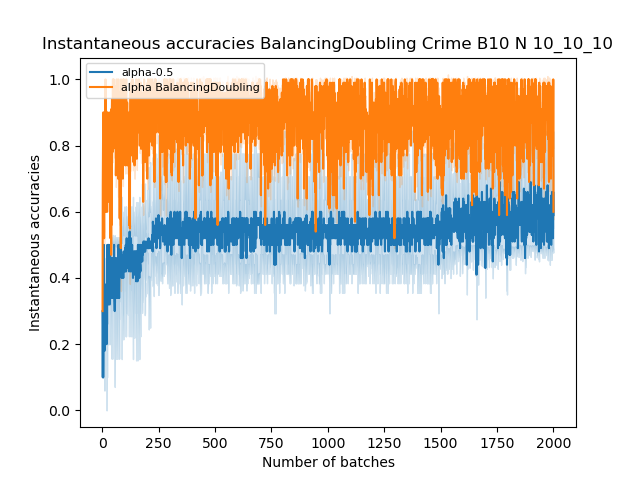 Instantaneous accuracies BalancingDoubling Crime B10 N 10_10_10
alpha-0.5
alpha BalancingDoubling
Instantaneous accuracies
1.0
0.8
0.6
0.4
0.2
0.0
0 250 500 750 1000 1250 1500 1750 2000
Number of batches